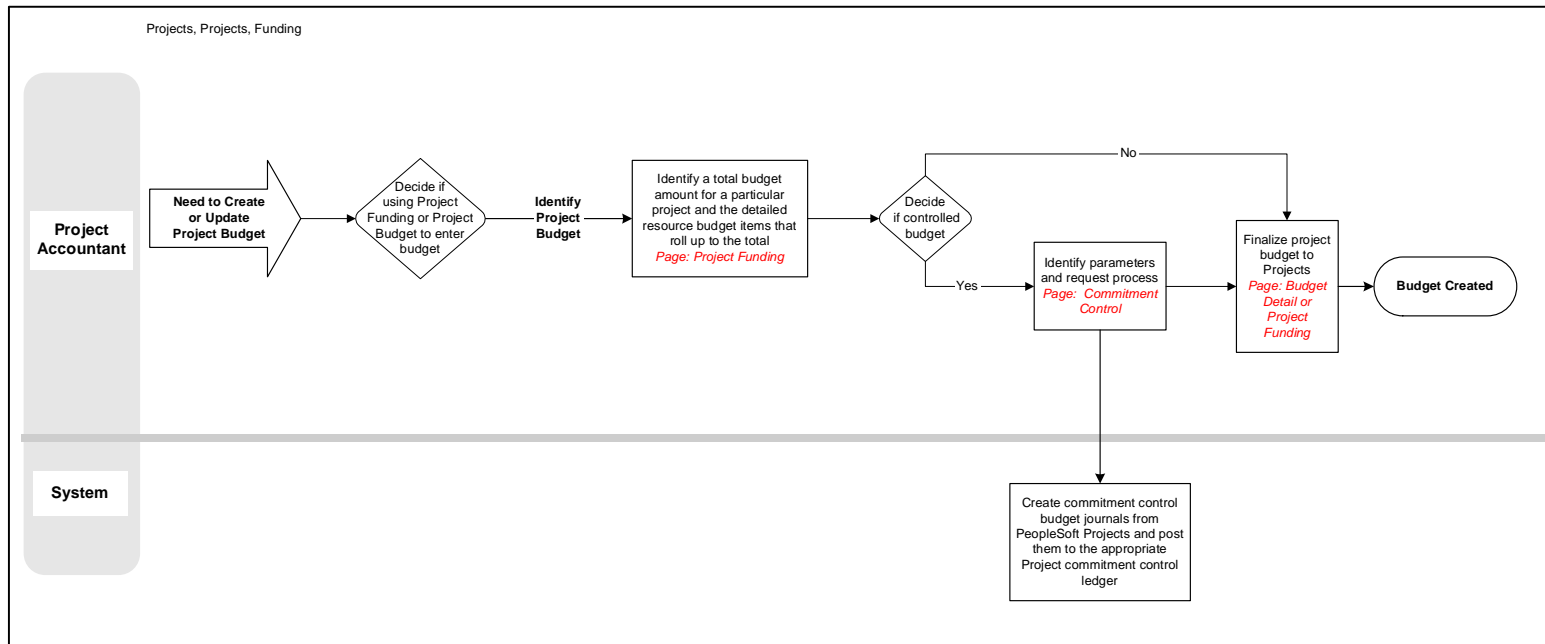 Projects, Projects, Funding
Project
Accountant
Need to Create
or Update
Project Budget
Decide if
using Project
Funding or Project
Budget to enter
budget
Identify
Project
Budget
Identify a total budget
amount for a particular
project and the detailed
resource budget items that
roll up to the total
Page: Project Funding
Decide
if controlled
budget
No
Yes
Identify parameters
and request process
Page: Commitment
Control
Finalize project
budget to
Projects
Page: Budget
Detail or
Project
Funding
Budget Created
System
Create commitment control
budget journals from
PeopleSoft Projects and post
them to the appropriate
Project commitment control
ledger